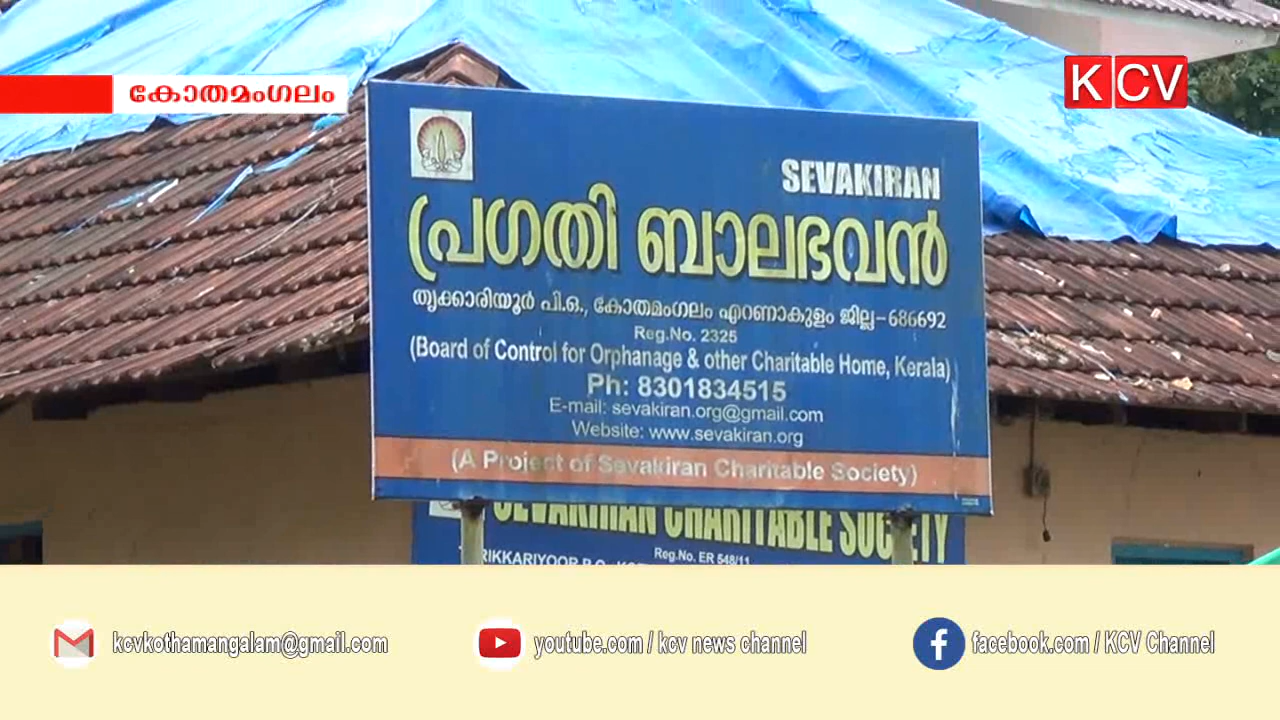 കോതമംഗലം
KCV
SEVAKIRAN
പ്രഗതി ബാലഭവൻ
തൃക്കാരിയൂർ പി.ഒ., കോതമംഗലം എറണാകുളം ജില്ല-686692
Reg.No. 2325
(Board of Control for Orphanage & other Charitable Home, Kerala)
Ph: 8301834515
E-mail: sevakiran.org@gmail.com
Website: www.sevakiran.org
(A Project of Sevakiran Charitable Society)
SEVAKIRAN CHARITABLE SOCIETY
Reg.No. ER 548/11
kcvkothamangalam@gmail.com
youtube.com / kcv news channel
facebook.com / KCV Channel